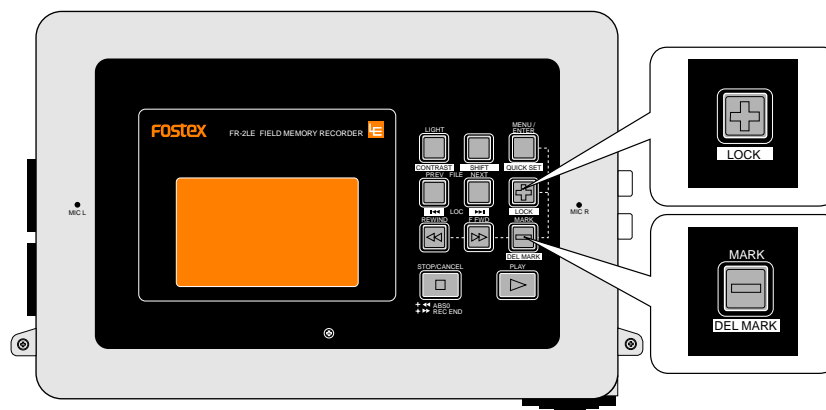 Fostex FR-2LE FIELD MEMORY RECORDER LE
MIC L
LIGHT
MENU / ENTER
CONTRAST SHIFT QUICK SET
PREV FILE NEXT
LOC LOCK
REWIND F FWD MARK
DEL MARK
STOP/CANCEL PLAY
+ ◀◀ ABS0
+ ▶▶ REC END
MIC R
LOCK
MARK
DEL MARK